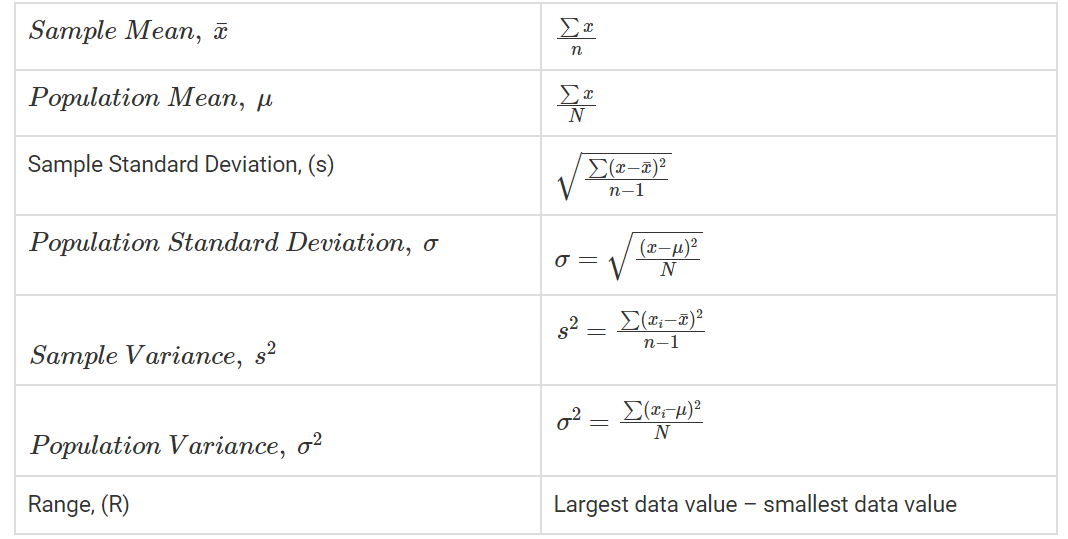 Sample Mean, x̄ ∑x/n
Population Mean, μ ∑x/N
Sample Standard Deviation, (s) √(∑(x−x̄)²/(n−1))
Population Standard Deviation, σ σ = √((x−μ)²/N)
Sample Variance, s² s² = ∑(xᵢ−x̄)²/(n−1)
Population Variance, σ² σ² = ∑(xᵢ−μ)²/N
Range, (R) Largest data value – smallest data value